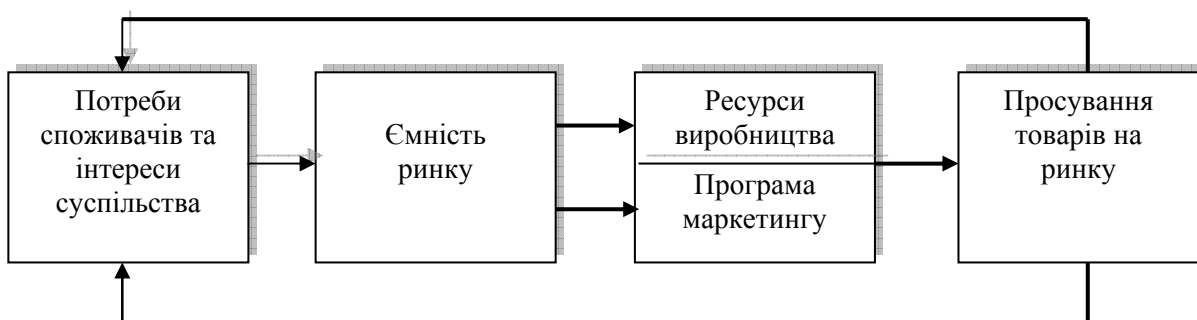 Потреби
споживачів та
інтереси
суспільства
Ємність
ринку
Ресурси
виробництва
Програма
маркетингу
Просування
товарів на
ринку